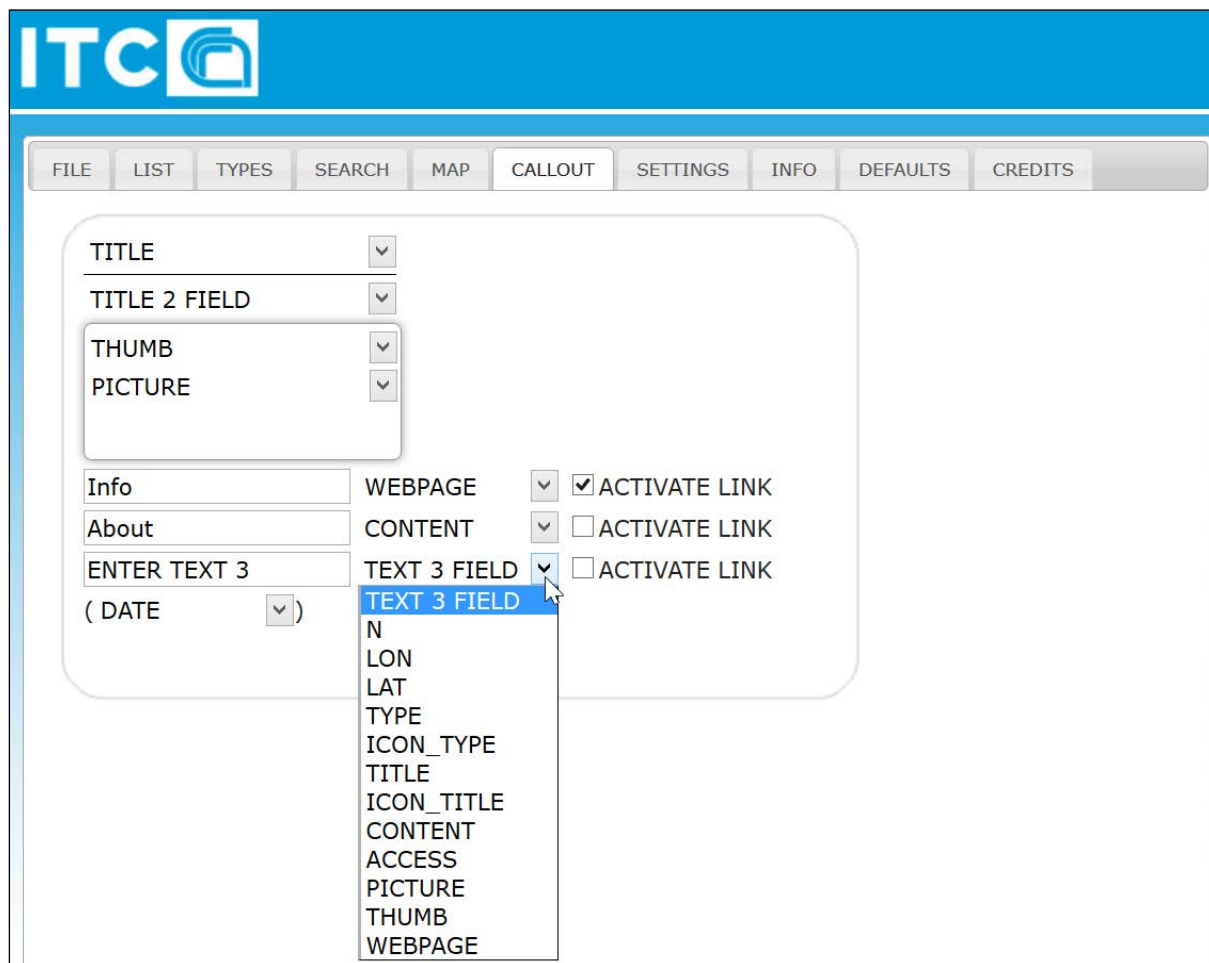 ITC
FILE LIST TYPES SEARCH MAP CALLOUT SETTINGS INFO DEFAULTS CREDITS
TITLE
TITLE 2 FIELD
THUMB
PICTURE
Info WEBPAGE ACTIVATE LINK
About CONTENT ACTIVATE LINK
ENTER TEXT 3 TEXT 3 FIELD ACTIVATE LINK
( DATE )
TEXT 3 FIELD
N
LON
LAT
TYPE
ICON_TYPE
TITLE
ICON_TITLE
CONTENT
ACCESS
PICTURE
THUMB
WEBPAGE